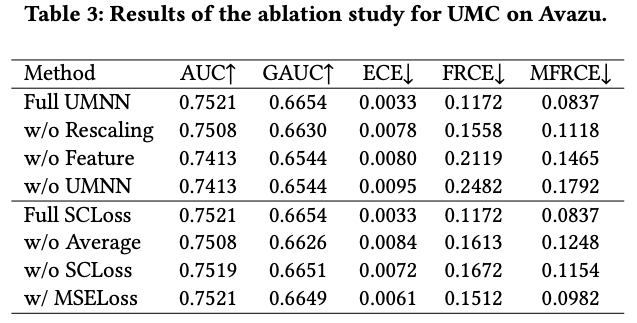 Table 3: Results of the ablation study for UMC on Avazu.
Method AUC↑ GAUC↑ ECE↓ FRCE↓ MFRCE↓
Full UMNN 0.7521 0.6654 0.0033 0.1172 0.0837
w/o Rescaling 0.7508 0.6630 0.0078 0.1558 0.1118
w/o Feature 0.7413 0.6544 0.0080 0.2119 0.1465
w/o UMNN 0.7413 0.6544 0.0095 0.2482 0.1792
Full SCLoss 0.7521 0.6654 0.0033 0.1172 0.0837
w/o Average 0.7508 0.6626 0.0084 0.1613 0.1248
w/o SCLoss 0.7519 0.6651 0.0072 0.1672 0.1154
w/ MSELoss 0.7521 0.6649 0.0061 0.1512 0.0982